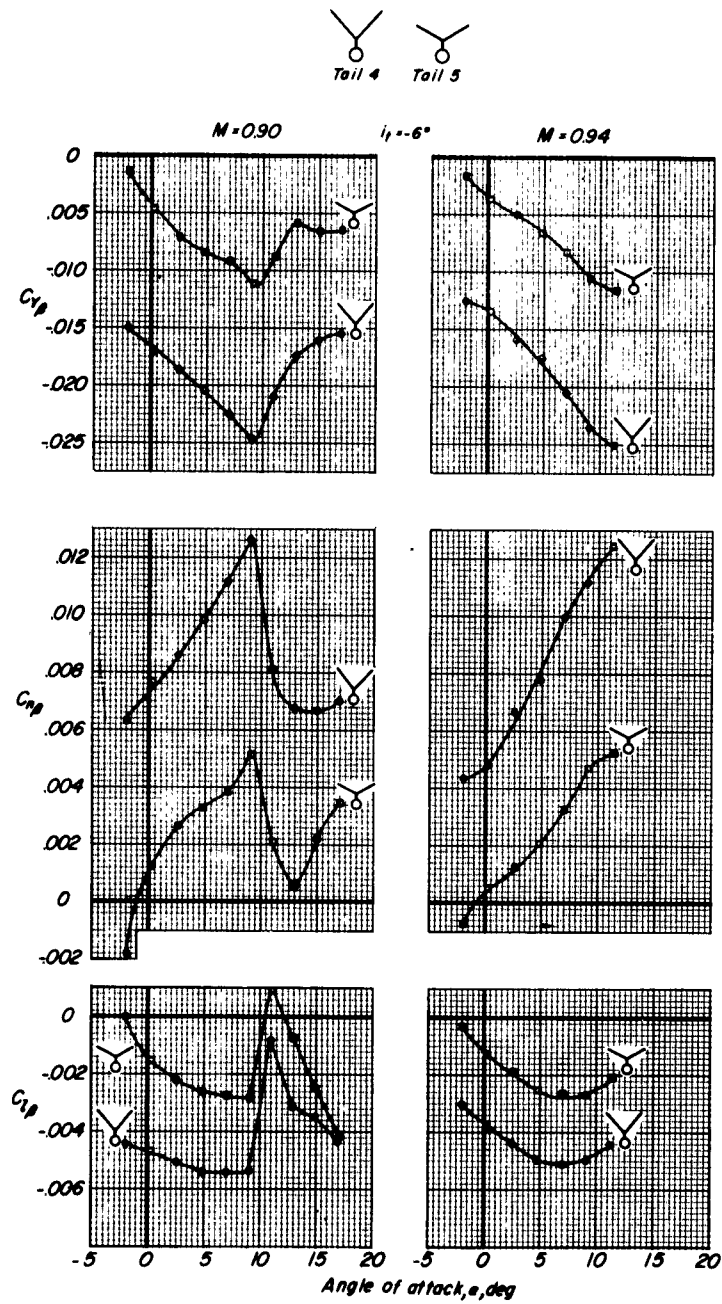 Tail 4 Tail 5
M = 0.90 i_t = -6° M = 0.94
0
.005
-.010
C_Yβ
-.015
-.020
-.025
.012
.010
.008
C_nβ
.006
.004
.002
0
-.002
0
-.002
C_lβ
-.004
-.006
-5 0 5 10 15 20 -5 0 5 10 15 20
Angle of attack, α, deg